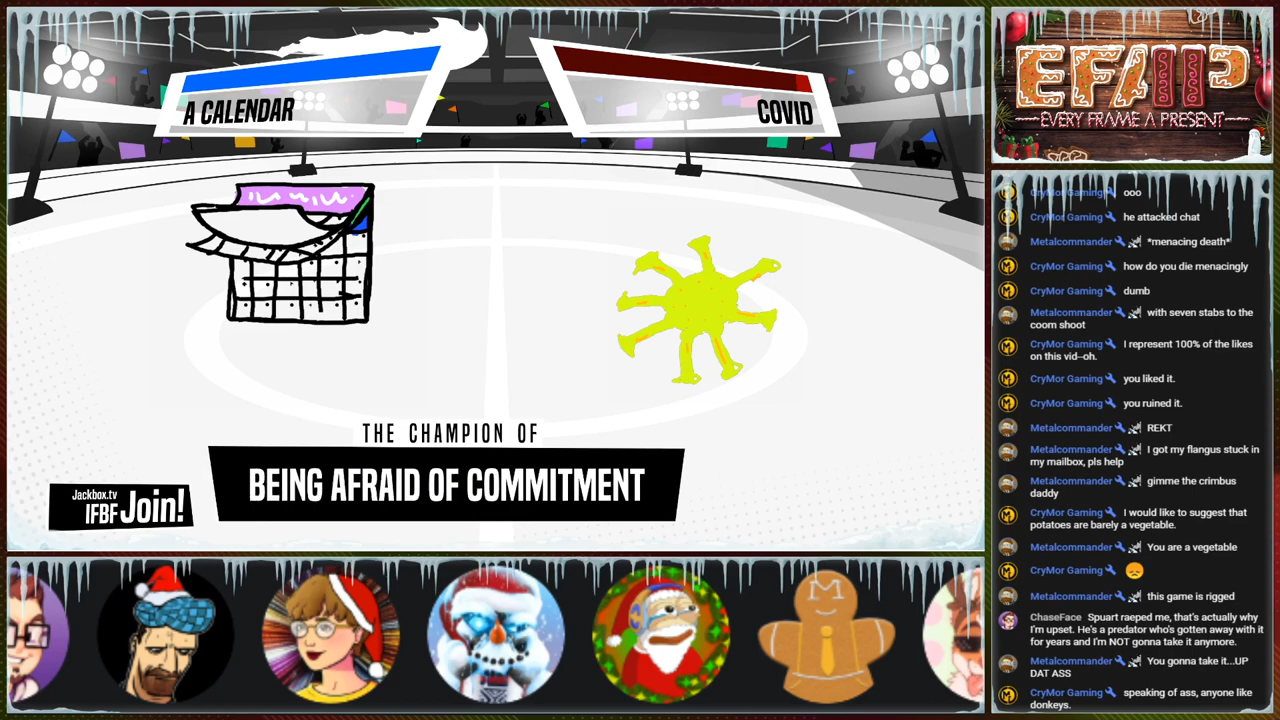 A CALENDAR
COVID
THE CHAMPION OF
BEING AFRAID OF COMMITMENT
Jackbox.tv
IFBF Join!
EFAP
-EVERY FRAME A PRESENT-
CryMor Gaming ooo
CryMor Gaming he attacked chat
Metalcommander *menacing death*
CryMor Gaming how do you die menacingly
CryMor Gaming dumb
Metalcommander with seven stabs to the
coom shoot
CryMor Gaming I represent 100% of the likes
on this vid--oh.
CryMor Gaming you liked it.
CryMor Gaming you ruined it.
Metalcommander REKT
Metalcommander I got my flangus stuck in
my mailbox, pls help
Metalcommander gimme the crimbus
daddy
CryMor Gaming I would like to suggest that
potatoes are barely a vegetable.
Metalcommander You are a vegetable
CryMor Gaming 😞
Metalcommander this game is rigged
ChaseFace Spuart raeped me, that's actually why
I'm upset. He's a predator who's gotten away with it
for years and I'm NOT gonna take it anymore.
Metalcommander You gonna take it...UP
DAT ASS
CryMor Gaming speaking of ass, anyone like
donkeys.
M